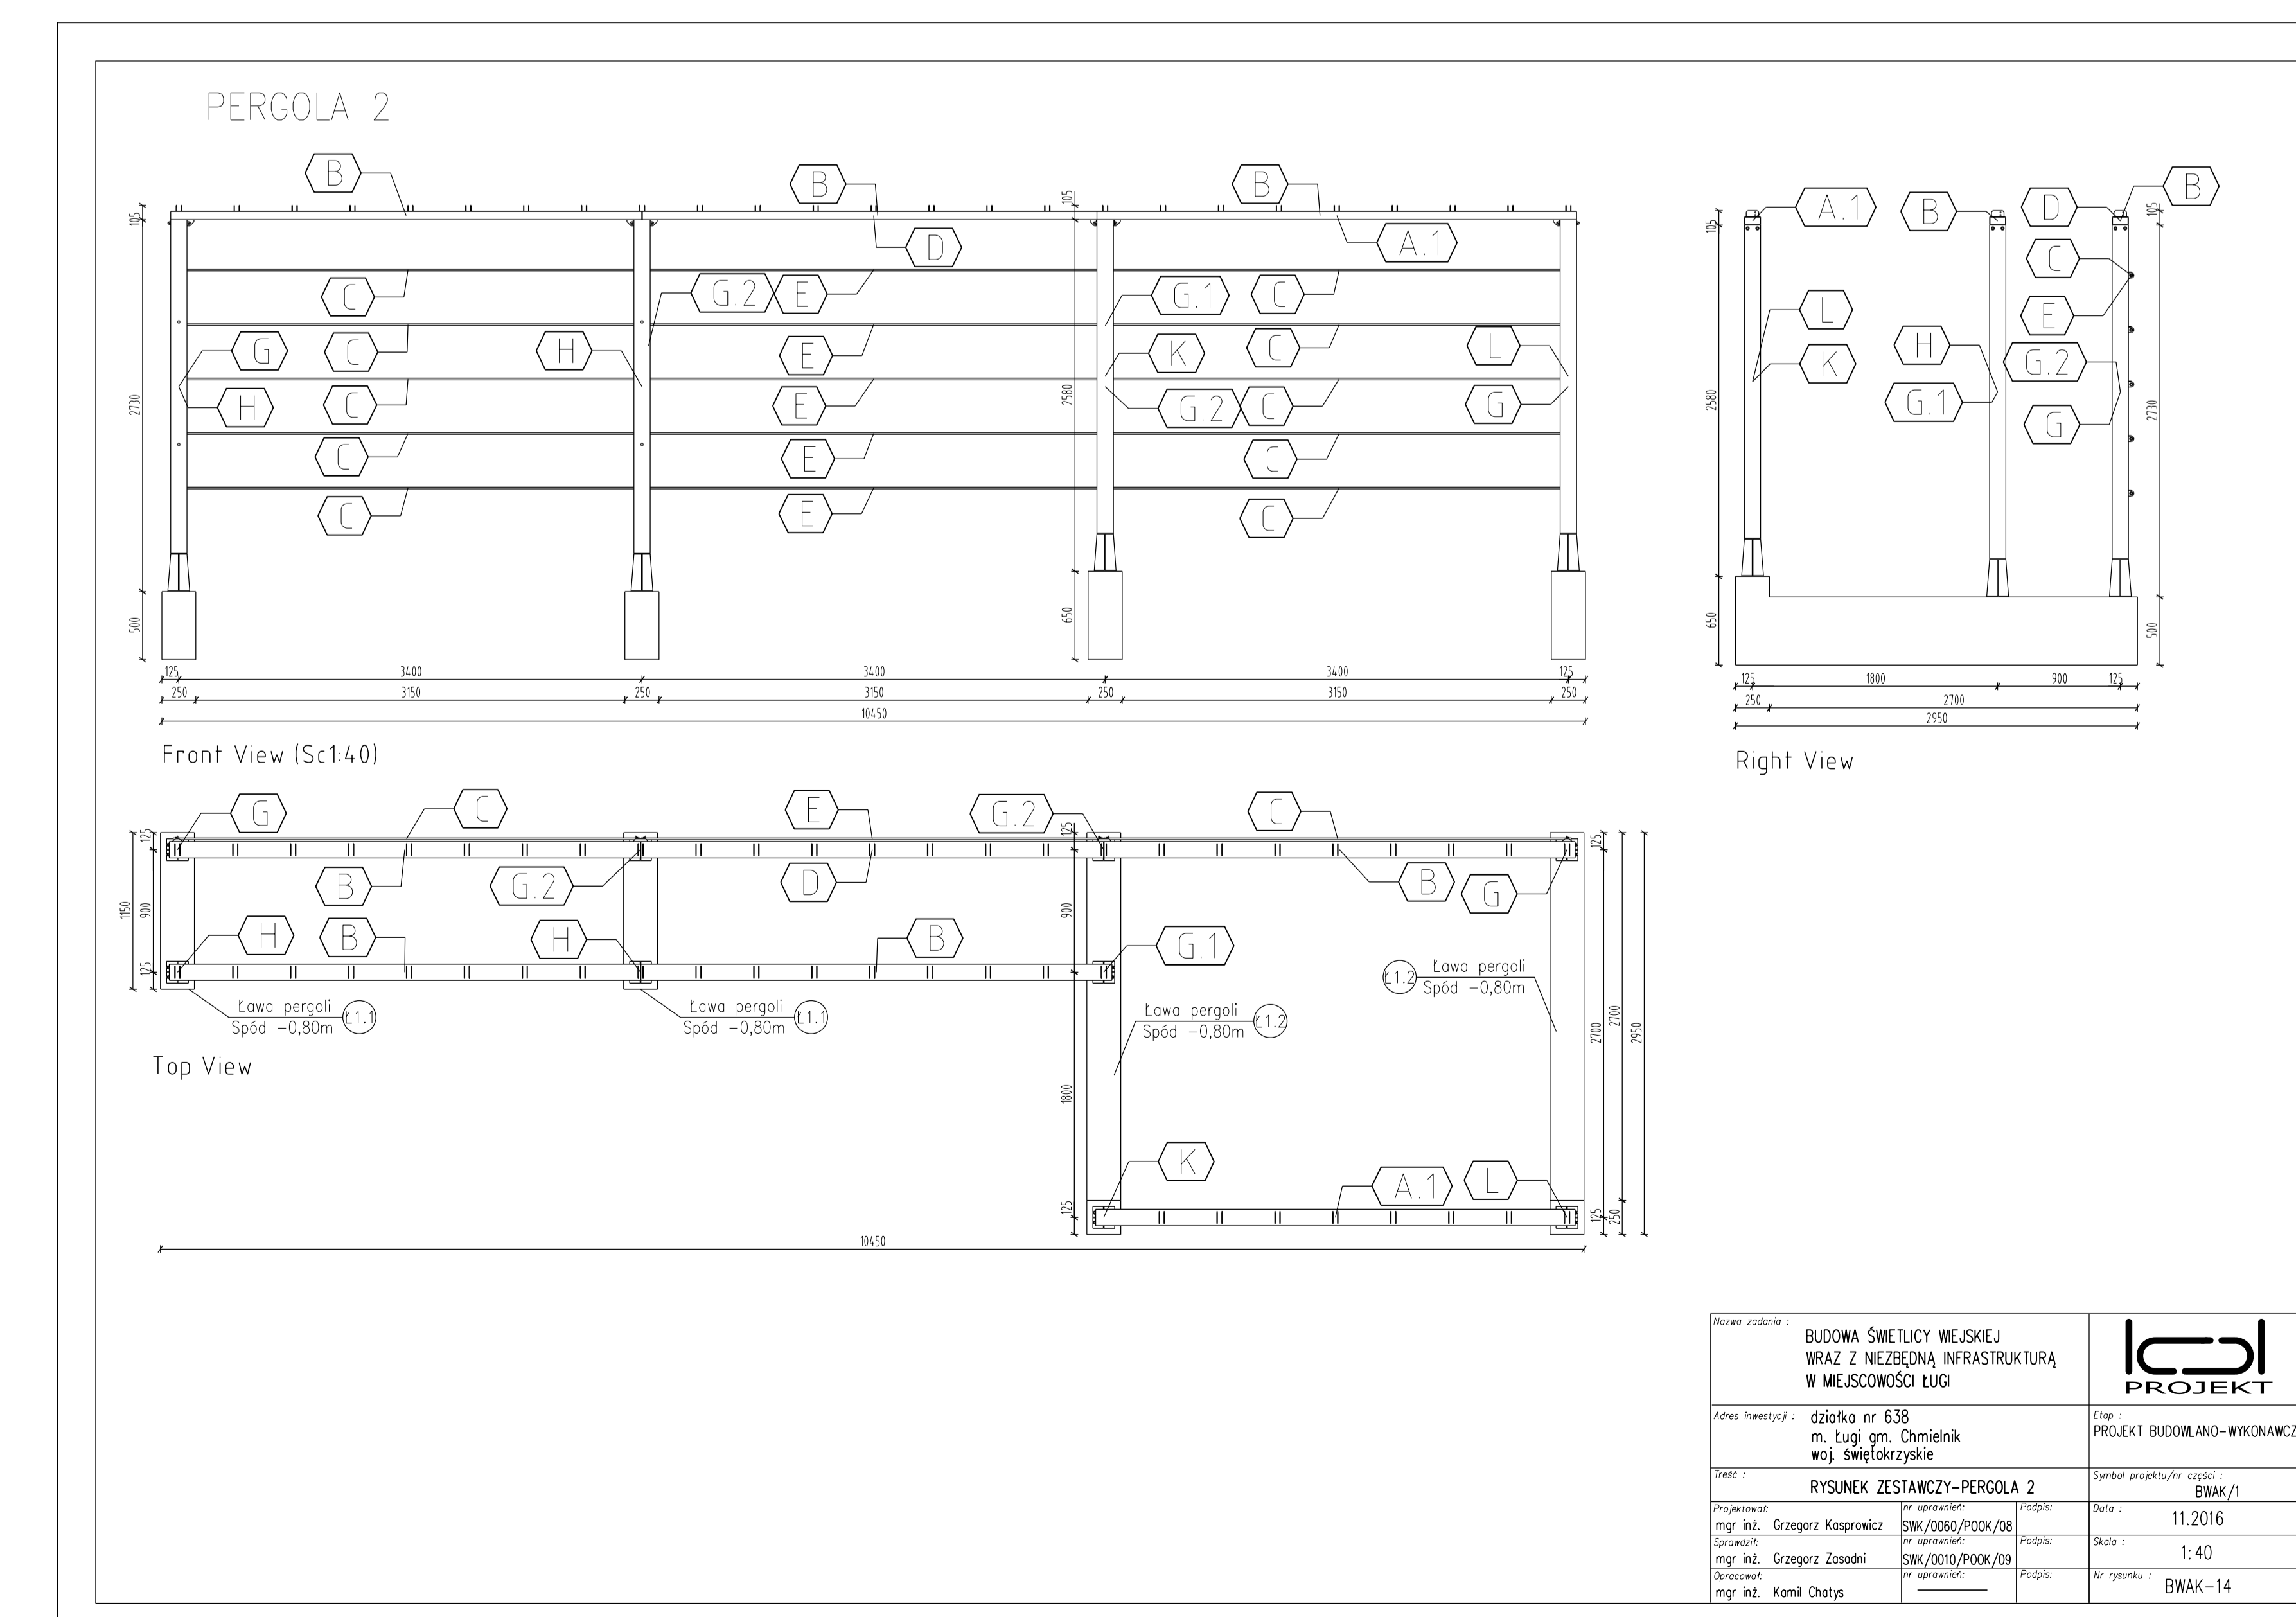 PERGOLA 2
B
B
B
105
105
D
A.1
C
G.2
E
G.1
C
G
C
H
E
K
C
L
H
C
E
G.2
C
G
C
E
C
C
E
C
2730
2580
500
650
125
3400
3400
3400
125
250
3150
250
3150
250
3150
250
10450
Front View (Sc1:40)
A.1
B
D
B
105
105
C
L
E
H
K
G.2
G.1
G
2580
2730
650
500
125
1800
900
125
250
2700
2950
Right View
G
C
E
G.2
C
125
125
125
B
G.2
D
B
G
1150
900
900
H
B
H
B
G.1
125
Ława pergoli
Spód -0,80m
Ł1.1
Ława pergoli
Spód -0,80m
Ł1.1
Ława pergoli
Spód -0,80m
Ł1.2
Ł1.2
Ława pergoli
Spód -0,80m
2700
2700
2950
1800
K
A.1
L
125
125
250
10450
Top View
Nazwa zadania :
BUDOWA ŚWIETLICY WIEJSKIEJ
WRAZ Z NIEZBĘDNĄ INFRASTRUKTURĄ
W MIEJSCOWOŚCI ŁUGI
PROJEKT
Adres inwestycji :
działka nr 638
m. Ługi gm. Chmielnik
woj. świętokrzyskie
Etap :
PROJEKT BUDOWLANO-WYKONAWCZ
Treść :
RYSUNEK ZESTAWCZY-PERGOLA 2
Symbol projektu/nr części :
BWAK/1
Projektował:
mgr inż. Grzegorz Kasprowicz
nr uprawnień:
SWK/0060/POOK/08
Podpis:
Data :
11.2016
Sprawdził:
mgr inż. Grzegorz Zasadni
nr uprawnień:
SWK/0010/POOK/09
Podpis:
Skala :
1:40
Opracował:
mgr inż. Kamil Chatys
nr uprawnień:
Podpis:
Nr rysunku :
BWAK-14